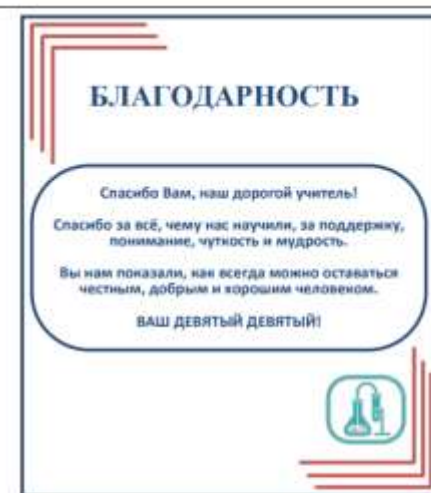 БЛАГОДАРНОСТЬ
Спасибо Вам, наш дорогой учитель!
Спасибо за всё, чему нас научили, за поддержку,
понимание, чуткость и мудрость.
Вы нам показали, как всегда можно оставаться
честным, добрым и хорошим человеком.
ВАШ ДЕВЯТЫЙ ДЕВЯТЫЙ!